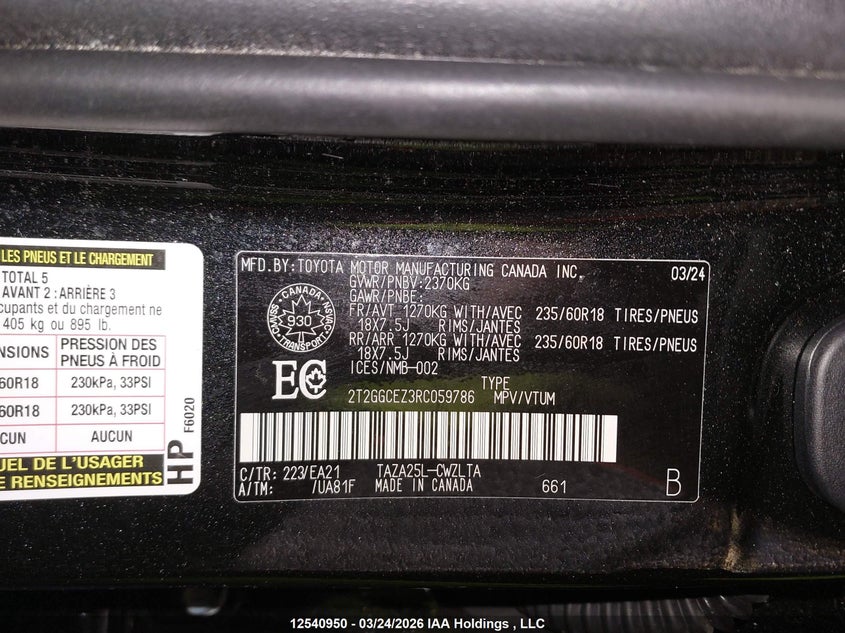 LES PNEUS ET LE CHARGEMENT
TOTAL 5
AVANT 2 : ARRIÈRE 3
cupants et du chargement ne
405 kg ou 895 lb.
NSIONS
PRESSION DES
PNEUS À FROID
60R18
230kPa, 33PSI
60R18
230kPa, 33PSI
CUN
AUCUN
UEL DE L'USAGER
E RENSEIGNEMENTS
HP
F6020
MFD.BY:TOYOTA MOTOR MANUFACTURING CANADA INC. 03/24
GVWR/PNBV:2370KG
GAWR/PNBE:
FR/AVT 1270KG WITH/AVEC 235/60R18 TIRES/PNEUS
18X7.5J RIMS/JANTES
RR/ARR 1270KG WITH/AVEC 235/60R18 TIRES/PNEUS
18X7.5J RIMS/JANTES
ICES/NMB-002
CANADA
930
TRANSPORT
EC
TYPE
2T2GGCEZ3RC059786 MPV/VTUM
C/TR: 223/EA21 TAZA25L-CWZLTA
A/TM: /UA81F MADE IN CANADA 661 B
12540950 - 03/24/2026 IAA Holdings , LLC